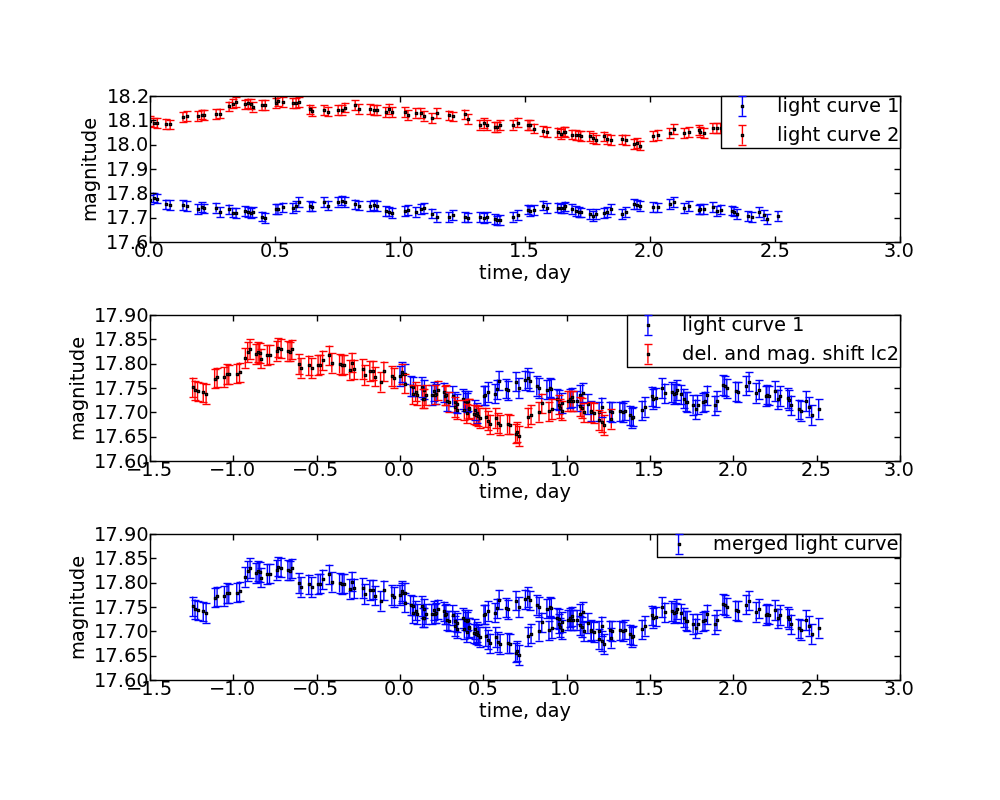 18.2
18.1
18.0
17.9
17.8
17.7
17.6
magnitude
light curve 1
light curve 2
0.0 0.5 1.0 1.5 2.0 2.5 3.0
time, day
17.90
17.85
17.80
17.75
17.70
17.65
17.60
magnitude
light curve 1
del. and mag. shift lc2
−1.5 −1.0 −0.5 0.0 0.5 1.0 1.5 2.0 2.5 3.0
time, day
17.90
17.85
17.80
17.75
17.70
17.65
17.60
magnitude
merged light curve
−1.5 −1.0 −0.5 0.0 0.5 1.0 1.5 2.0 2.5 3.0
time, day